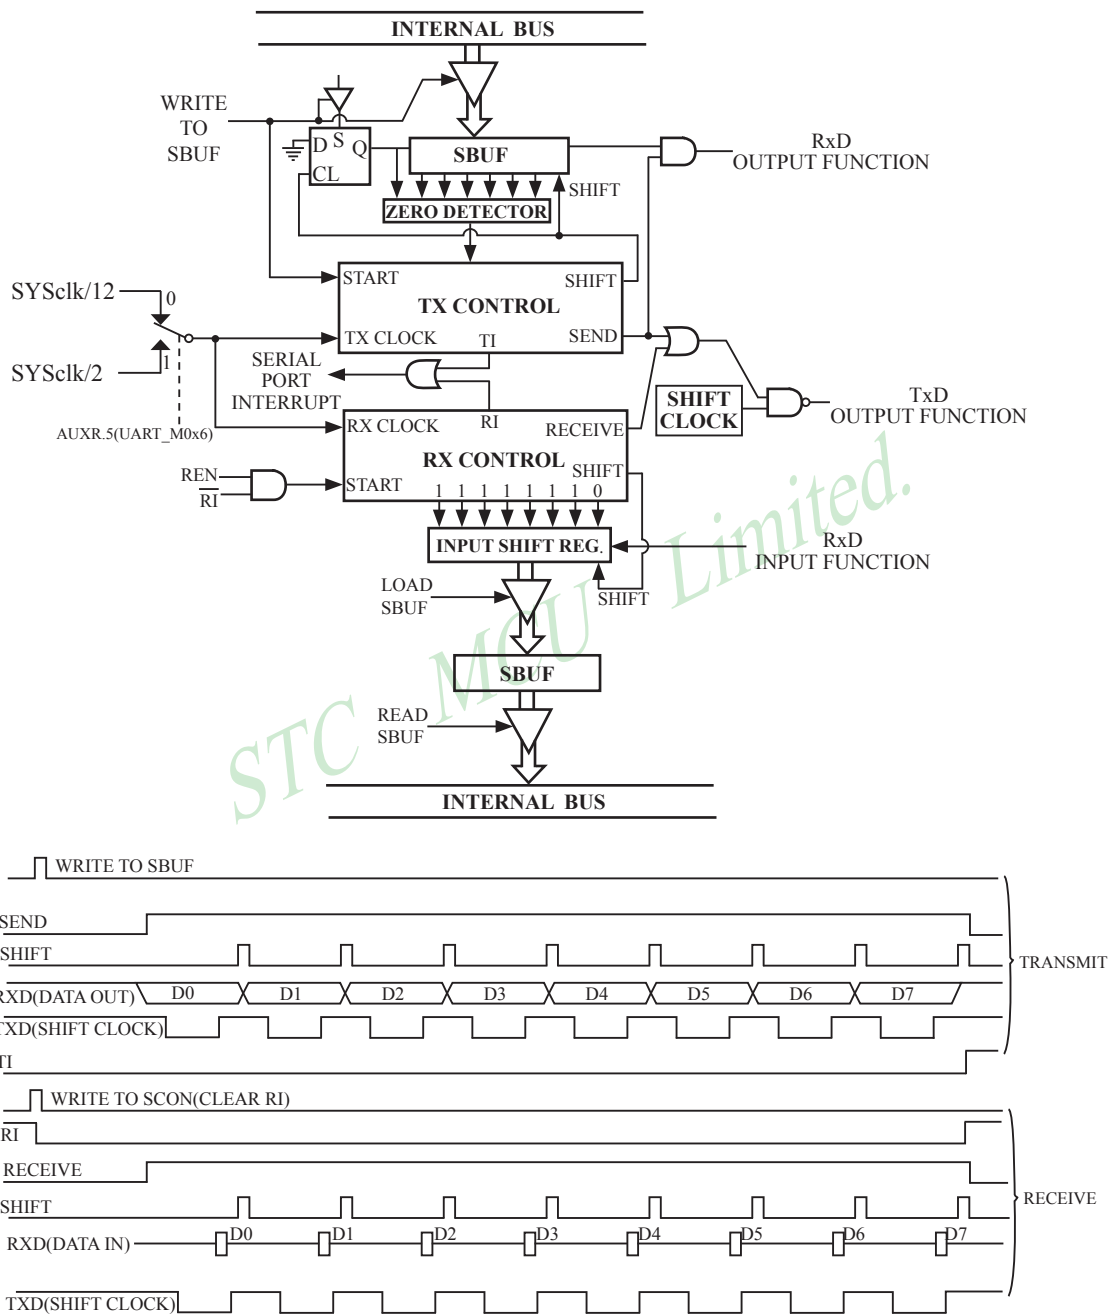 INTERNAL BUS
WRITE
TO
SBUF
D S Q
CL
SBUF
SHIFT
ZERO DETECTOR
RxD
OUTPUT FUNCTION
START
SHIFT
TX CONTROL
TX CLOCK
TI
SEND
SYSclk/12
0
SYSclk/2
1
AUXR.5(UART_M0x6)
SERIAL
PORT
INTERRUPT
SHIFT
CLOCK
TxD
OUTPUT FUNCTION
RX CLOCK
RI
RECEIVE
RX CONTROL
SHIFT
START
1 1 1 1 1 1 1 0
REN
RI
INPUT SHIFT REG.
RxD
INPUT FUNCTION
LOAD
SBUF
SHIFT
SBUF
READ
SBUF
INTERNAL BUS
STC MCU Limited.
WRITE TO SBUF
SEND
SHIFT
RXD(DATA OUT) D0 D1 D2 D3 D4 D5 D6 D7
TXD(SHIFT CLOCK)
TI
TRANSMIT
WRITE TO SCON(CLEAR RI)
RI
RECEIVE
SHIFT
RXD(DATA IN) D0 D1 D2 D3 D4 D5 D6 D7
TXD(SHIFT CLOCK)
RECEIVE